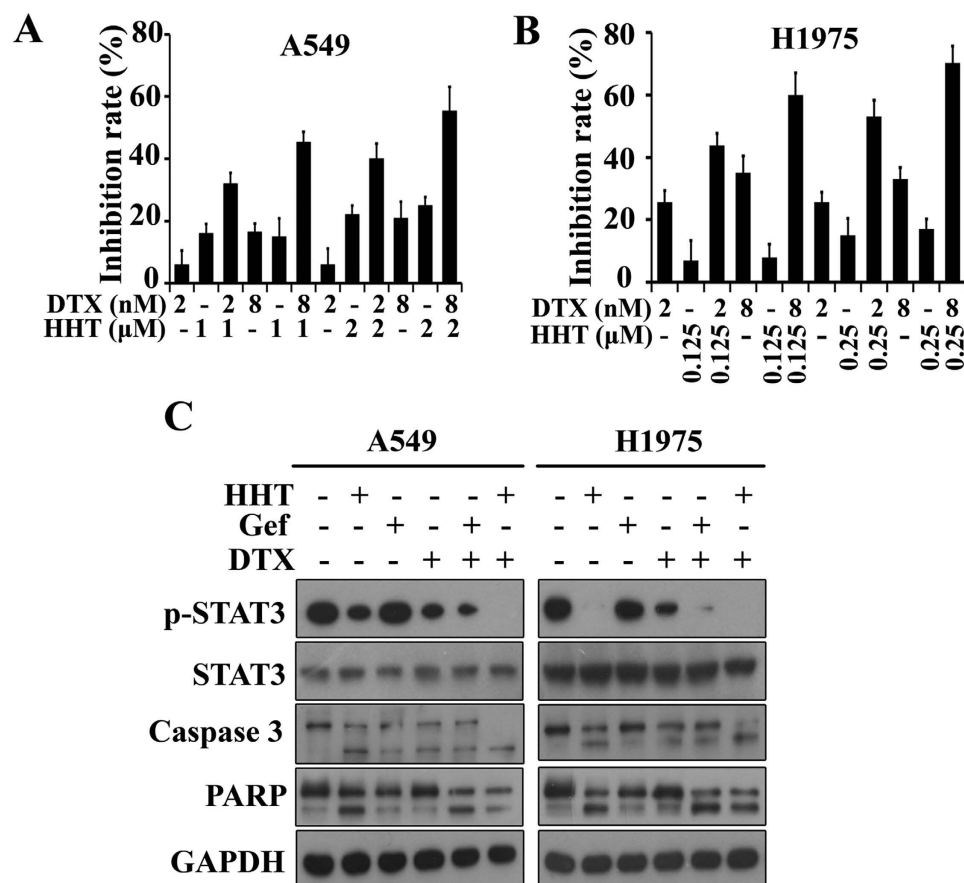 A
A549
Inhibition rate (%)
80
60
40
20
0
DTX (nM) 2 - 2 8 - 8 2 - 2 8 - 8
HHT (μM) - 1 1 - 1 1 - 2 2 - 2 2
B
H1975
Inhibition rate (%)
80
60
40
20
0
DTX (nM) 2 - 2 8 - 8 2 - 2 8 - 8
HHT (μM) - 0.125 0.125 - 0.125 0.125 - 0.25 0.25 - 0.25 0.25
C
A549 H1975
HHT - + - - - + - + - - - +
Gef - - + - + - - - + - + -
DTX - - - + + + - - - + + +
p-STAT3
STAT3
Caspase 3
PARP
GAPDH